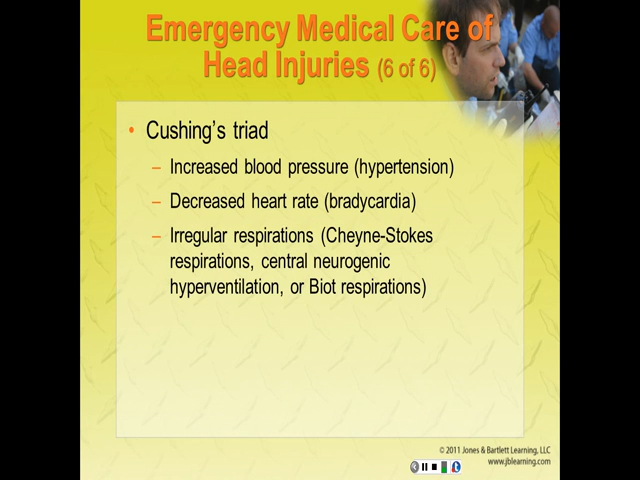 Emergency Medical Care of
Head Injuries (6 of 6)
• Cushing's triad
– Increased blood pressure (hypertension)
– Decreased heart rate (bradycardia)
– Irregular respirations (Cheyne-Stokes
respirations, central neurogenic
hyperventilation, or Biot respirations)
© 2011 Jones & Bartlett Learning, LLC
www.jblearning.com